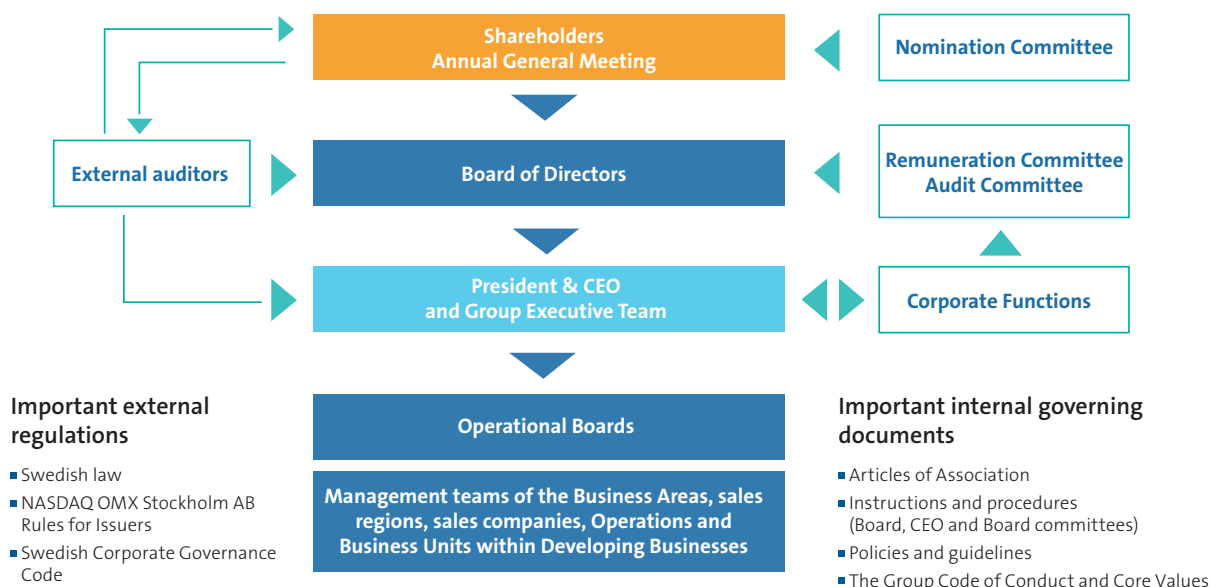 Shareholders
Annual General Meeting
Nomination Committee
External auditors
Board of Directors
Remuneration Committee
Audit Committee
President & CEO
and Group Executive Team
Corporate Functions
Operational Boards
Management teams of the Business Areas, sales
regions, sales companies, Operations and
Business Units within Developing Businesses
Important external
regulations
Swedish law
NASDAQ OMX Stockholm AB
Rules for Issuers
Swedish Corporate Governance
Code
Important internal governing
documents
Articles of Association
Instructions and procedures
(Board, CEO and Board committees)
Policies and guidelines
The Group Code of Conduct and Core Values